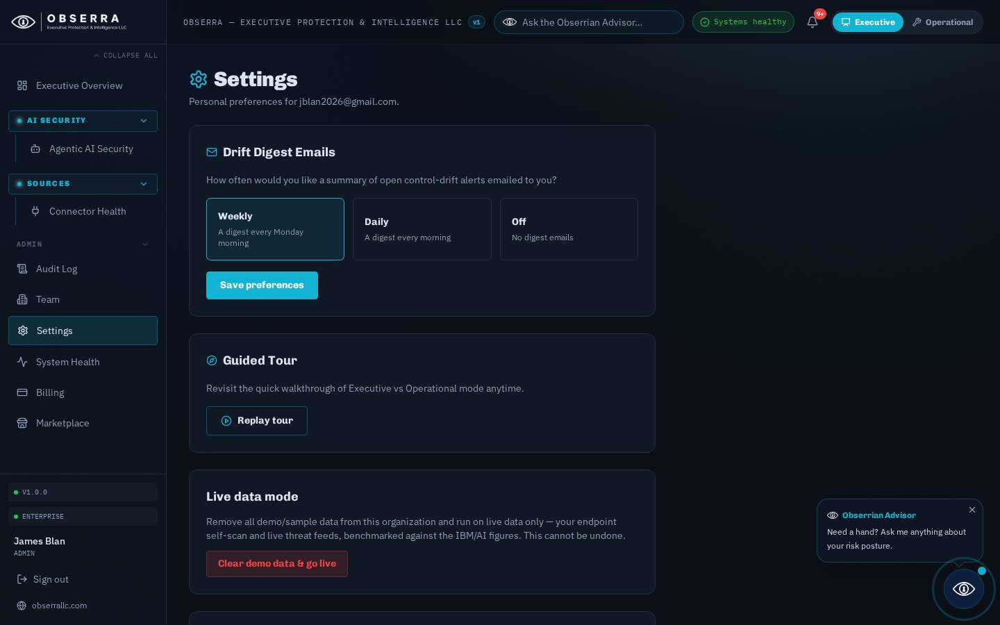 OBSERRA
Executive Protection & Intelligence LLC
OBSERRA — EXECUTIVE PROTECTION & INTELLIGENCE LLC
v1
Ask the Obserrian Advisor...
Systems healthy
9+
Executive
Operational
COLLAPSE ALL
Executive Overview
AI SECURITY
Agentic AI Security
SOURCES
Connector Health
ADMIN
Audit Log
Team
Settings
System Health
Billing
Marketplace
V1.0.0
ENTERPRISE
James Blan
ADMIN
Sign out
obserrallc.com
Settings
Personal preferences for jblan2026@gmail.com.
Drift Digest Emails
How often would you like a summary of open control-drift alerts emailed to you?
Weekly
A digest every Monday
morning
Daily
A digest every morning
Off
No digest emails
Save preferences
Guided Tour
Revisit the quick walkthrough of Executive vs Operational mode anytime.
Replay tour
Live data mode
Remove all demo/sample data from this organization and run on live data only — your endpoint
self-scan and live threat feeds, benchmarked against the IBM/AI figures. This cannot be undone.
Clear demo data & go live
Obserrian Advisor
Need a hand? Ask me anything about
your risk posture.